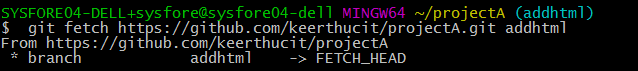 SYSFORE04-DELL+sysfore@sysfore04-dell MINGW64 ~/projectA (addhtml)
$ git fetch https://github.com/keerthucit/projectA.git addhtml
From https://github.com/keerthucit/projectA
* branch addhtml -> FETCH_HEAD